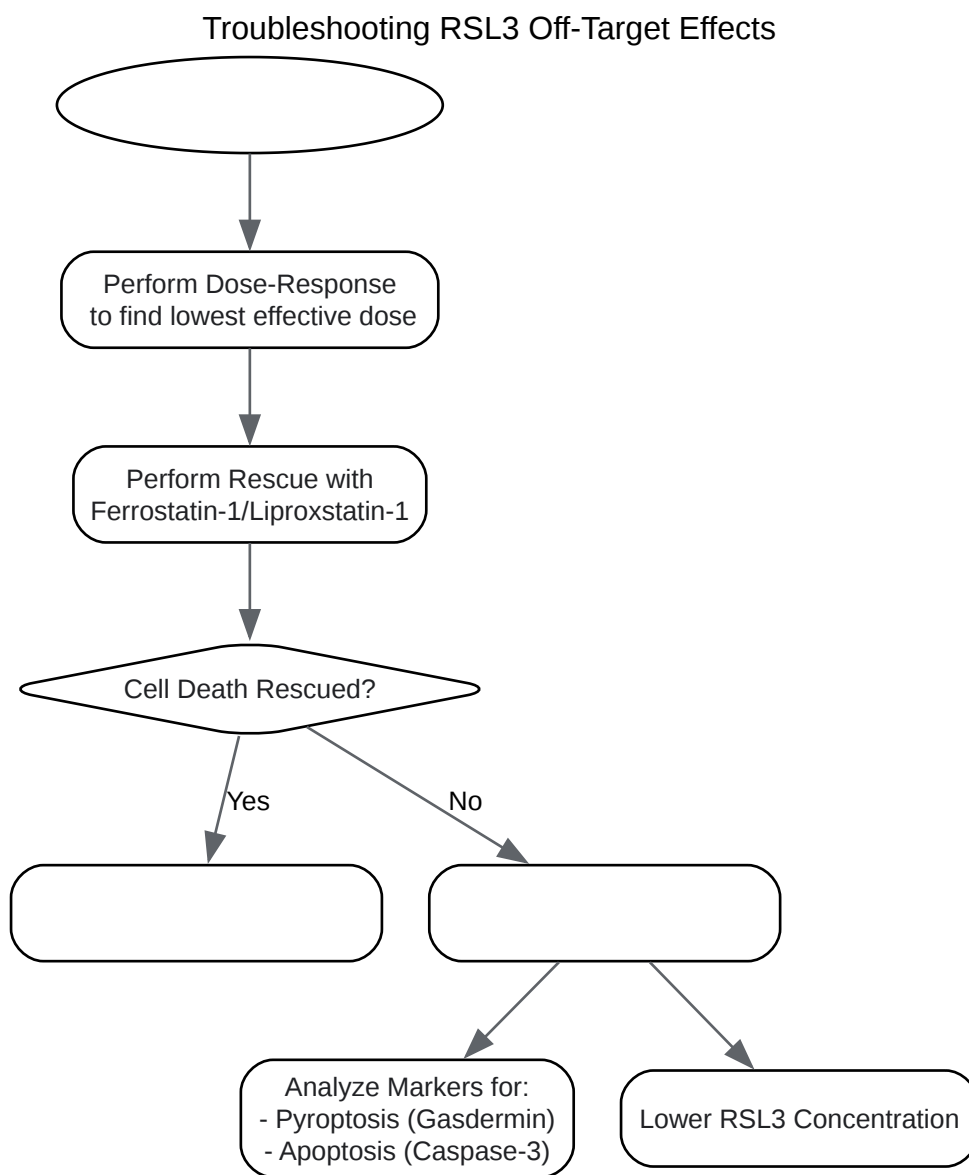 Troubleshooting RSL3 Off-Target Effects
Perform Dose-Response
to find lowest effective dose
Perform Rescue with
Ferrostatin-1/Liproxstatin-1
Cell Death Rescued?
Yes
No
Analyze Markers for:
- Pyroptosis (Gasdermin)
- Apoptosis (Caspase-3)
Lower RSL3 Concentration